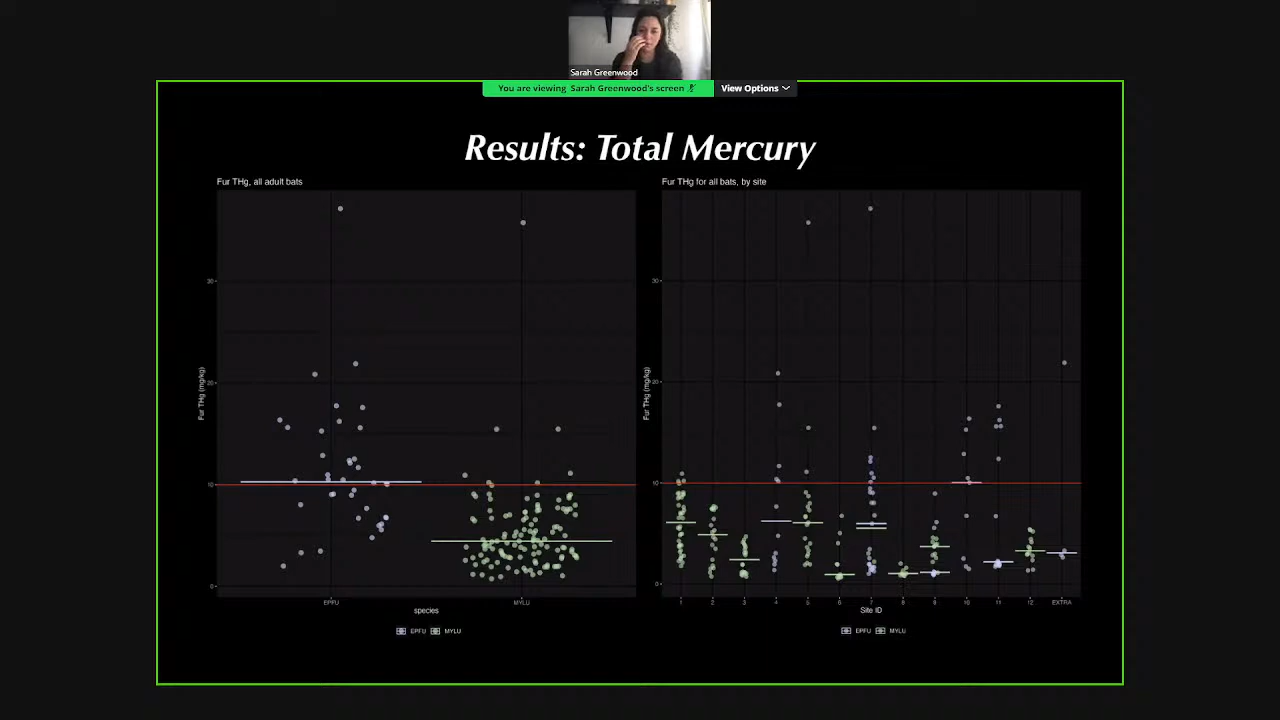 Sarah Greenwood
You are viewing Sarah Greenwood's screen
View Options
Results: Total Mercury
Fur THg, all adult bats
Fur THg for all bats, by site
Fur THg (mg/kg)
30
20
10
0
EPFU
MYLU
species
EPFU MYLU
Fur THg (mg/kg)
30
20
10
0
1 2 3 4 5 6 7 8 9 10 11 12 EXTRA
Site ID
EPFU MYLU